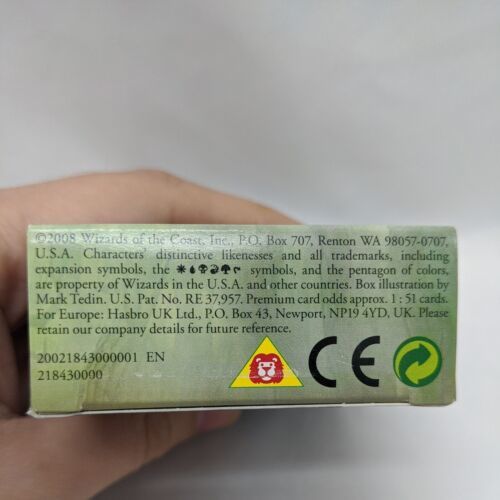 ©2008 Wizards of the Coast, Inc., P.O. Box 707, Renton WA 98057-0707,
U.S.A. Characters' distinctive likenesses and all trademarks, including
expansion symbols, the symbols, and the pentagon of colors,
are property of Wizards in the U.S.A. and other countries. Box illustration by
Mark Tedin. U.S. Pat. No. RE 37,957. Premium card odds approx. 1 : 51 cards.
For Europe: Hasbro UK Ltd., P.O. Box 43, Newport, NP19 4YD, UK. Please
retain our company details for future reference.
20021843000001 EN
218430000
CE